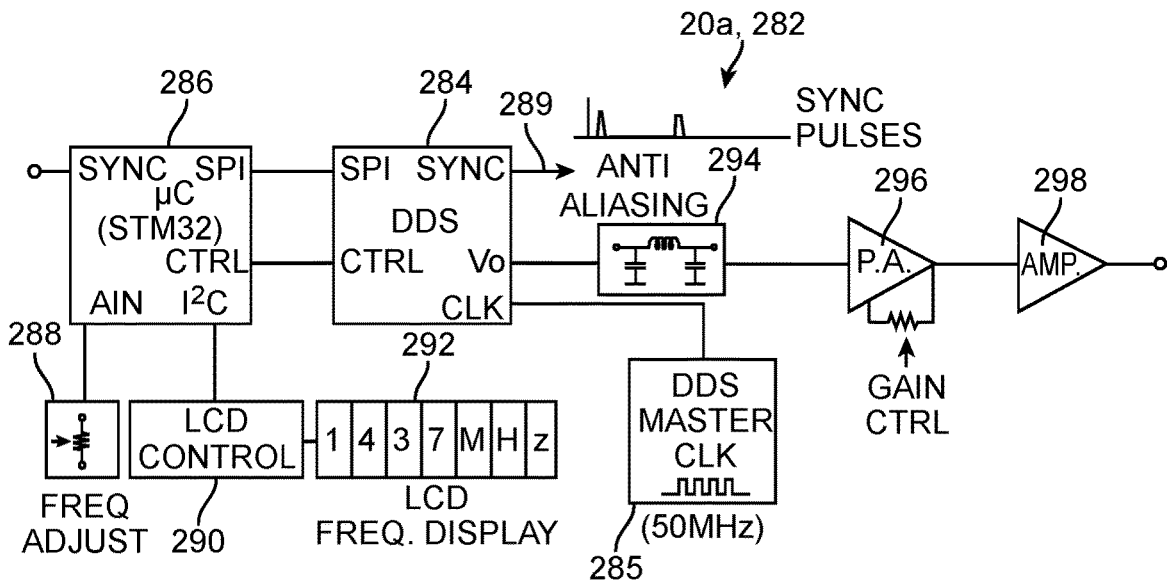 20a, 282
286
284
289
SYNC
PULSES
SYNC SPI
µC
(STM32)
CTRL
AIN I²C
SPI SYNC
DDS
CTRL Vo
CLK
ANTI
ALIASING
294
296
P.A.
298
AMP.
GAIN
CTRL
288
FREQ
ADJUST
LCD
CONTROL
290
292
1 4 3 7 M H z
LCD
FREQ. DISPLAY
DDS
MASTER
CLK
(50MHz)
285